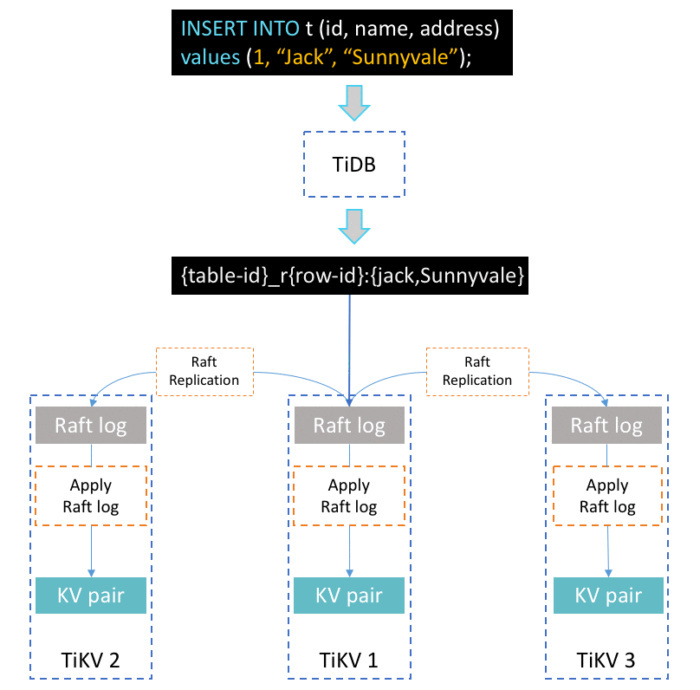 INSERT INTO t (id, name, address)
values (1, “Jack”, “Sunnyvale”);
TiDB
{table-id}_r{row-id}:{jack,Sunnyvale}
Raft
Replication
Raft
Replication
Raft log
Raft log
Raft log
Apply
Raft log
Apply
Raft log
Apply
Raft log
KV pair
KV pair
KV pair
TiKV 2
TiKV 1
TiKV 3